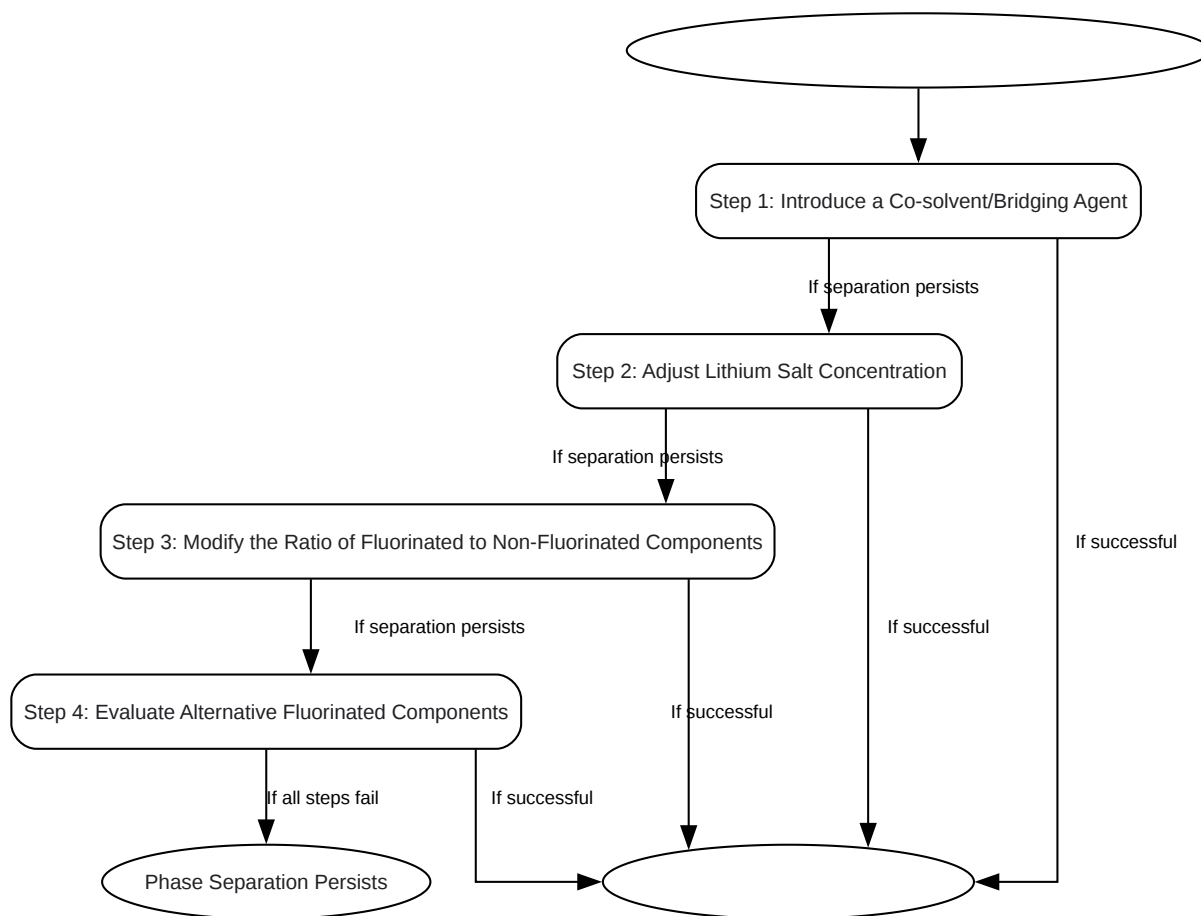 Step 1: Introduce a Co-solvent/Bridging Agent
If separation persists
Step 2: Adjust Lithium Salt Concentration
If separation persists
Step 3: Modify the Ratio of Fluorinated to Non-Fluorinated Components
If successful
If separation persists
If successful
Step 4: Evaluate Alternative Fluorinated Components
If successful
If all steps fail
If successful
Phase Separation Persists